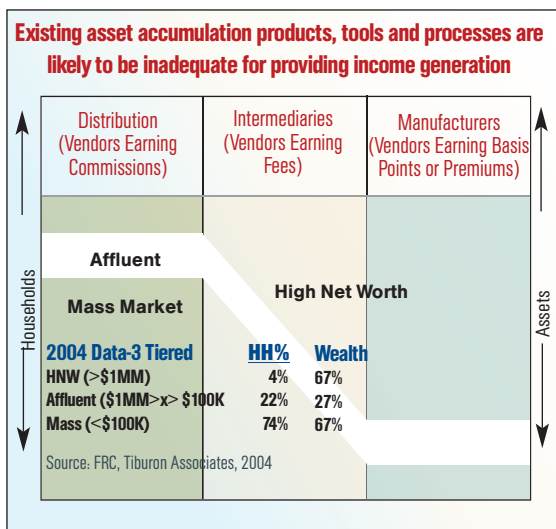 Existing asset accumulation products, tools and processes are
likely to be inadequate for providing income generation
Distribution
(Vendors Earning
Commissions)
Intermediaries
(Vendors Earning
Fees)
Manufacturers
(Vendors Earning Basis
Points or Premiums)
Households
Assets
Affluent
Mass Market
High Net Worth
2004 Data-3 Tiered HH% Wealth
HNW (>$1MM) 4% 67%
Affluent ($1MM>x> $100K 22% 27%
Mass (<$100K) 74% 67%
Source: FRC, Tiburon Associates, 2004